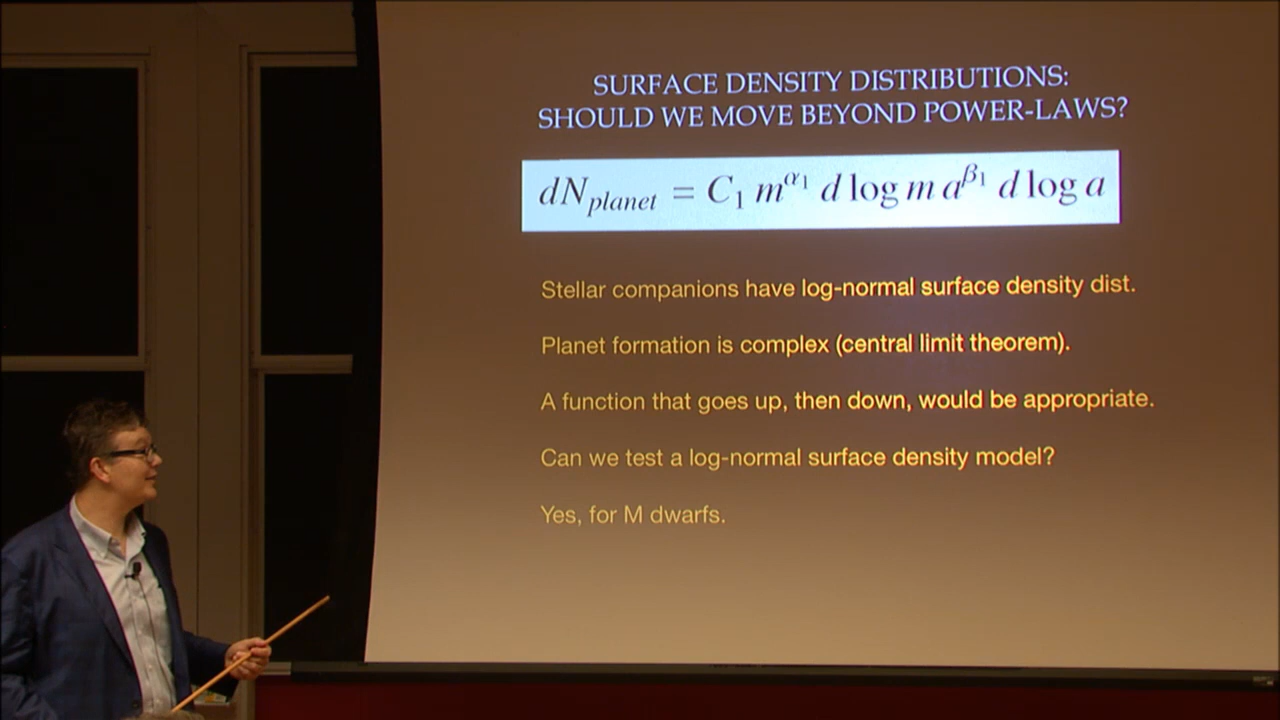 SURFACE DENSITY DISTRIBUTIONS:
SHOULD WE MOVE BEYOND POWER-LAWS?
dN_planet = C_1 m^α_1 d log m a^β_1 d log a
Stellar companions have log-normal surface density dist.
Planet formation is complex (central limit theorem).
A function that goes up, then down, would be appropriate.
Can we test a log-normal surface density model?
Yes, for M dwarfs.